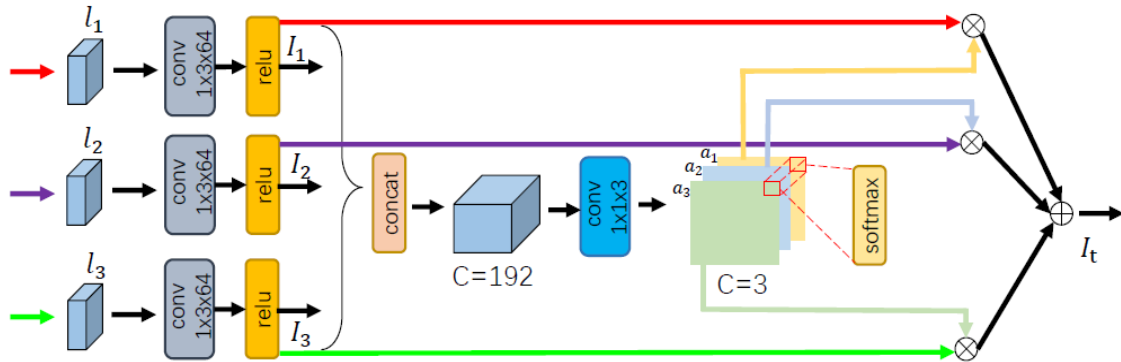 l₁
conv
1x3x64
relu
I₁
l₂
conv
1x3x64
relu
I₂
l₃
conv
1x3x64
relu
I₃
concat
C=192
conv
1x1x3
a₁
a₂
a₃
C=3
softmax
Iₜ